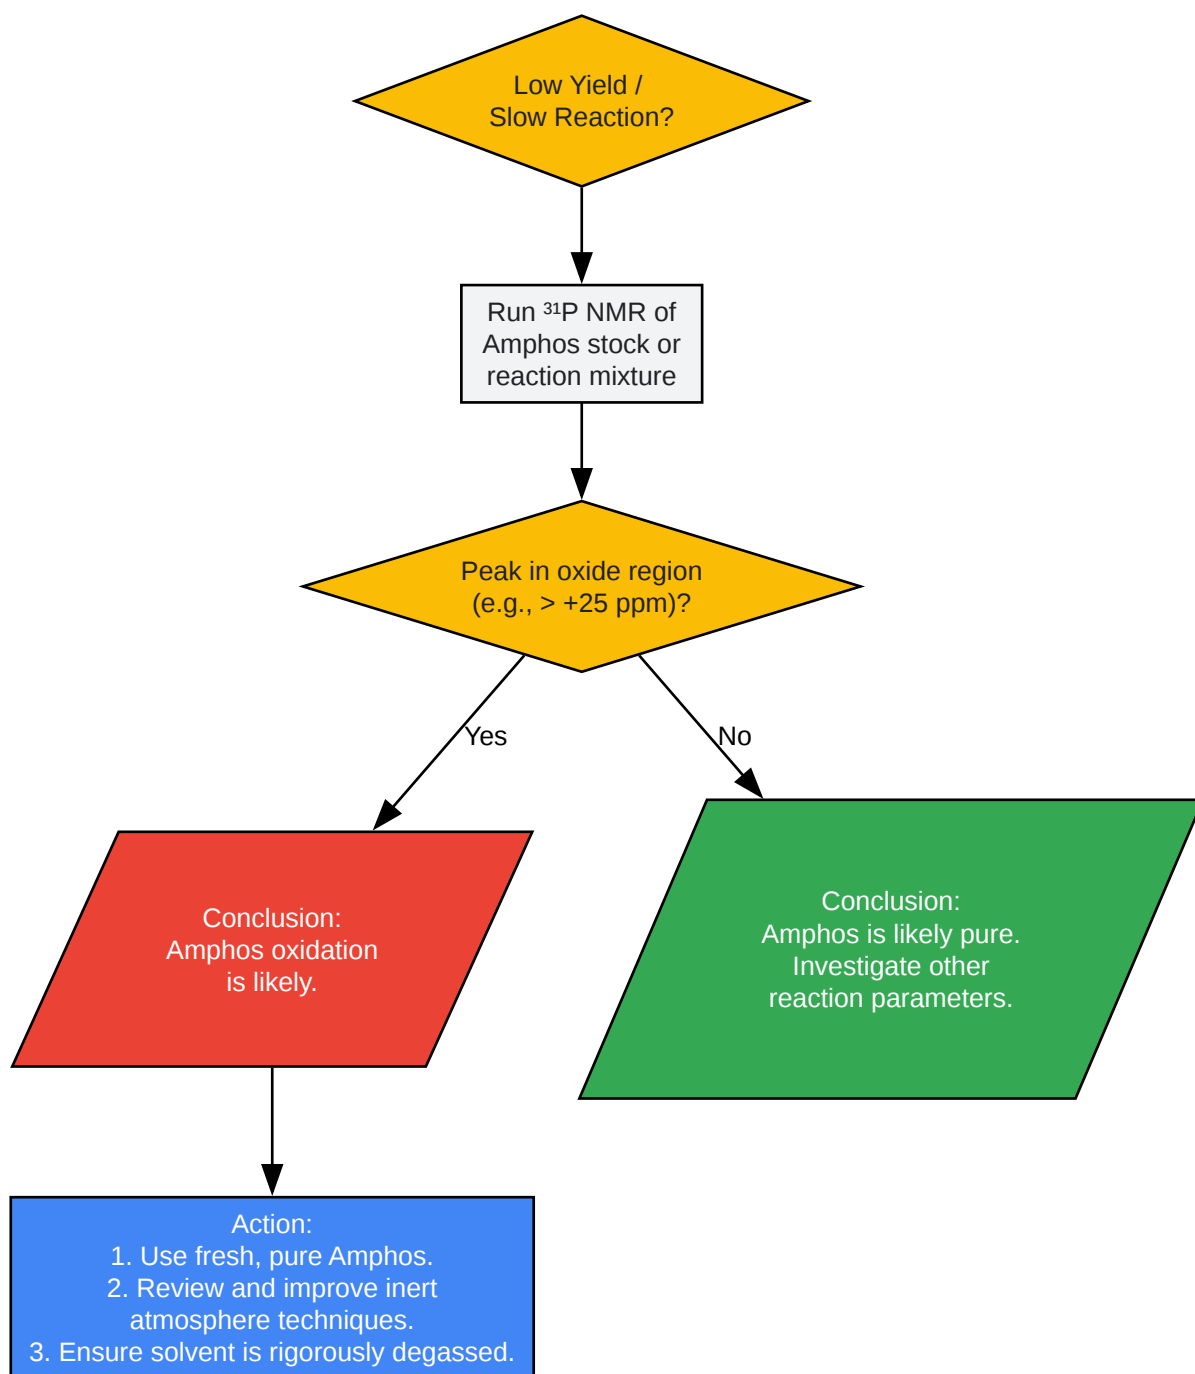 Low Yield /
Slow Reaction?
Run ³¹P NMR of
Amphos stock or
reaction mixture
Peak in oxide region
(e.g., > +25 ppm)?
Yes
No
Conclusion:
Amphos oxidation
is likely.
Conclusion:
Amphos is likely pure.
Investigate other
reaction parameters.
Action:
1. Use fresh, pure Amphos.
2. Review and improve inert
atmosphere techniques.
3. Ensure solvent is rigorously degassed.